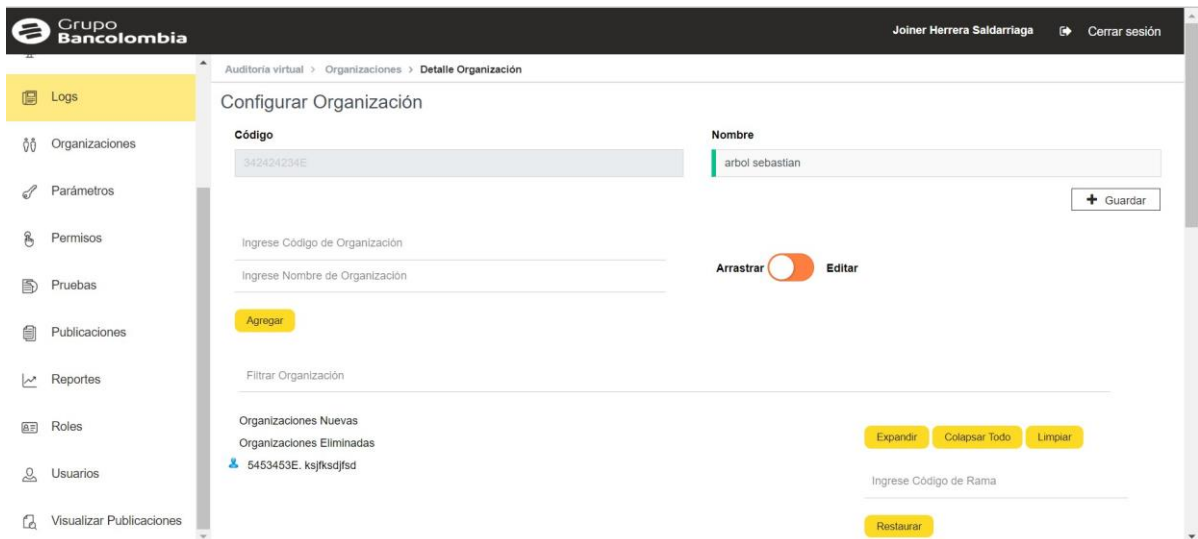 Grupo
Bancolombia
Joiner Herrera Saldarriaga
Cerrar sesión
Auditoría virtual > Organizaciones > Detalle Organización
Logs
Organizaciones
Parámetros
Permisos
Pruebas
Publicaciones
Reportes
Roles
Usuarios
Visualizar Publicaciones
Configurar Organización
Código
Nombre
342424234E
arbol sebastian
+ Guardar
Ingrese Código de Organización
Ingrese Nombre de Organización
Arrastrar
Editar
Agregar
Filtrar Organización
Organizaciones Nuevas
Organizaciones Eliminadas
5453453E. ksjfksdjfsd
Expandir
Colapsar Todo
Limpiar
Ingrese Código de Rama
Restaurar